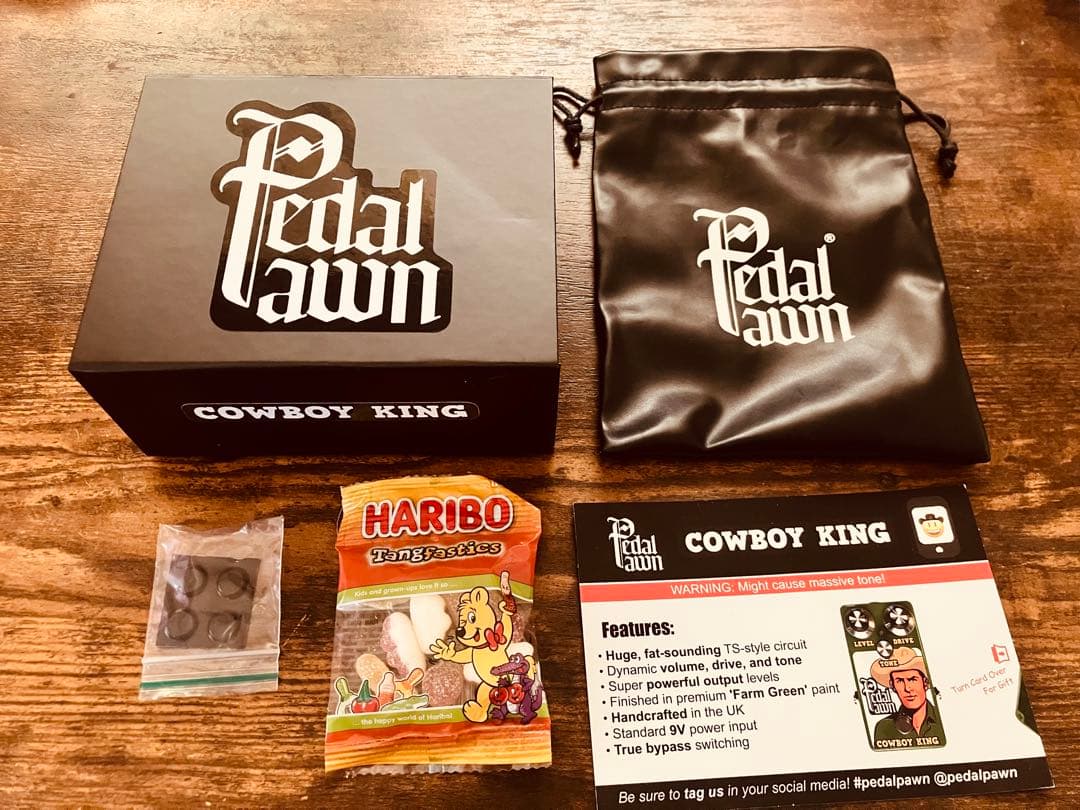 Pedal
Pawn
COWBOY KING
Pedal®
Pawn
HARIBO
Tangfastics
Kids and grown-ups love it so ...
... the happy world of Haribo!
Pedal
Pawn
COWBOY KING
WARNING: Might cause massive tone!
Features:
• Huge, fat-sounding TS-style circuit
• Dynamic volume, drive, and tone
• Super powerful output levels
• Finished in premium 'Farm Green' paint
• Handcrafted in the UK
• Standard 9V power input
• True bypass switching
LEVEL DRIVE
TONE
Pedal
Pawn
COWBOY KING
Turn Card Over
For Gift
Be sure to tag us in your social media! #pedalpawn @pedalpawn